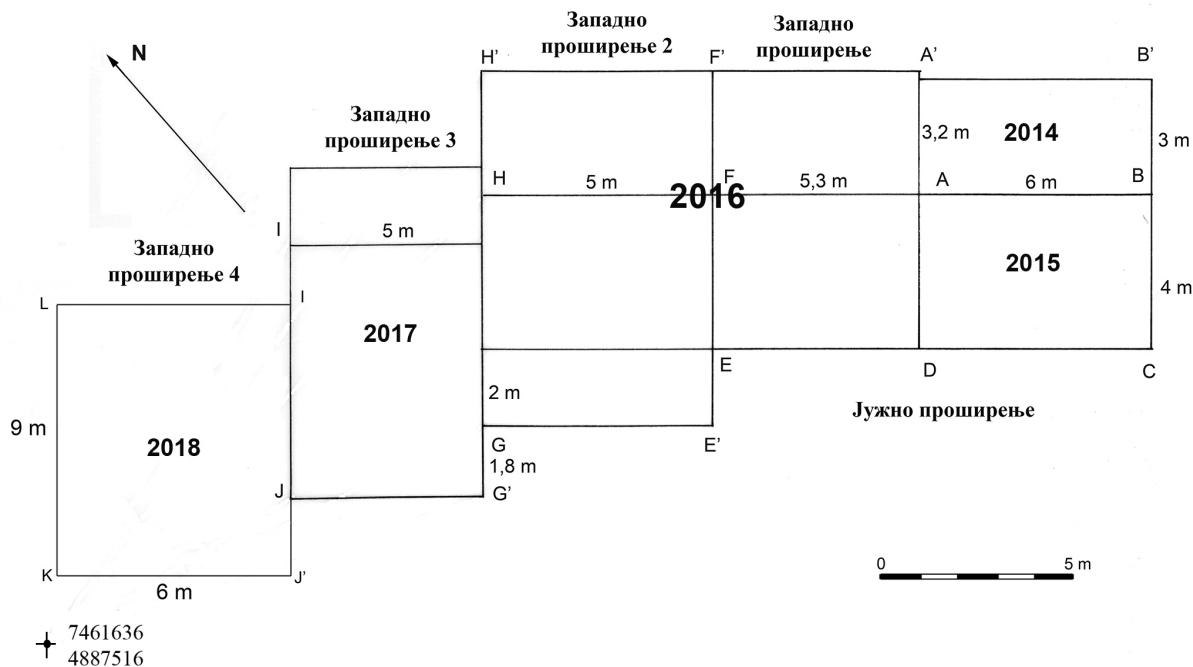 N
Западно
проширење 4
Западно
проширење 3
Западно
проширење 2
Западно
проширење
H’
F’
A’
B’
3,2 m
2014
3 m
H
5 m
F
5,3 m
A
6 m
B
2016
I
5 m
2015
L
I
2017
4 m
E
D
C
2 m
Јужно проширење
9 m
2018
G
E’
1,8 m
J
G’
K
J’
6 m
0
5 m
7461636
4887516